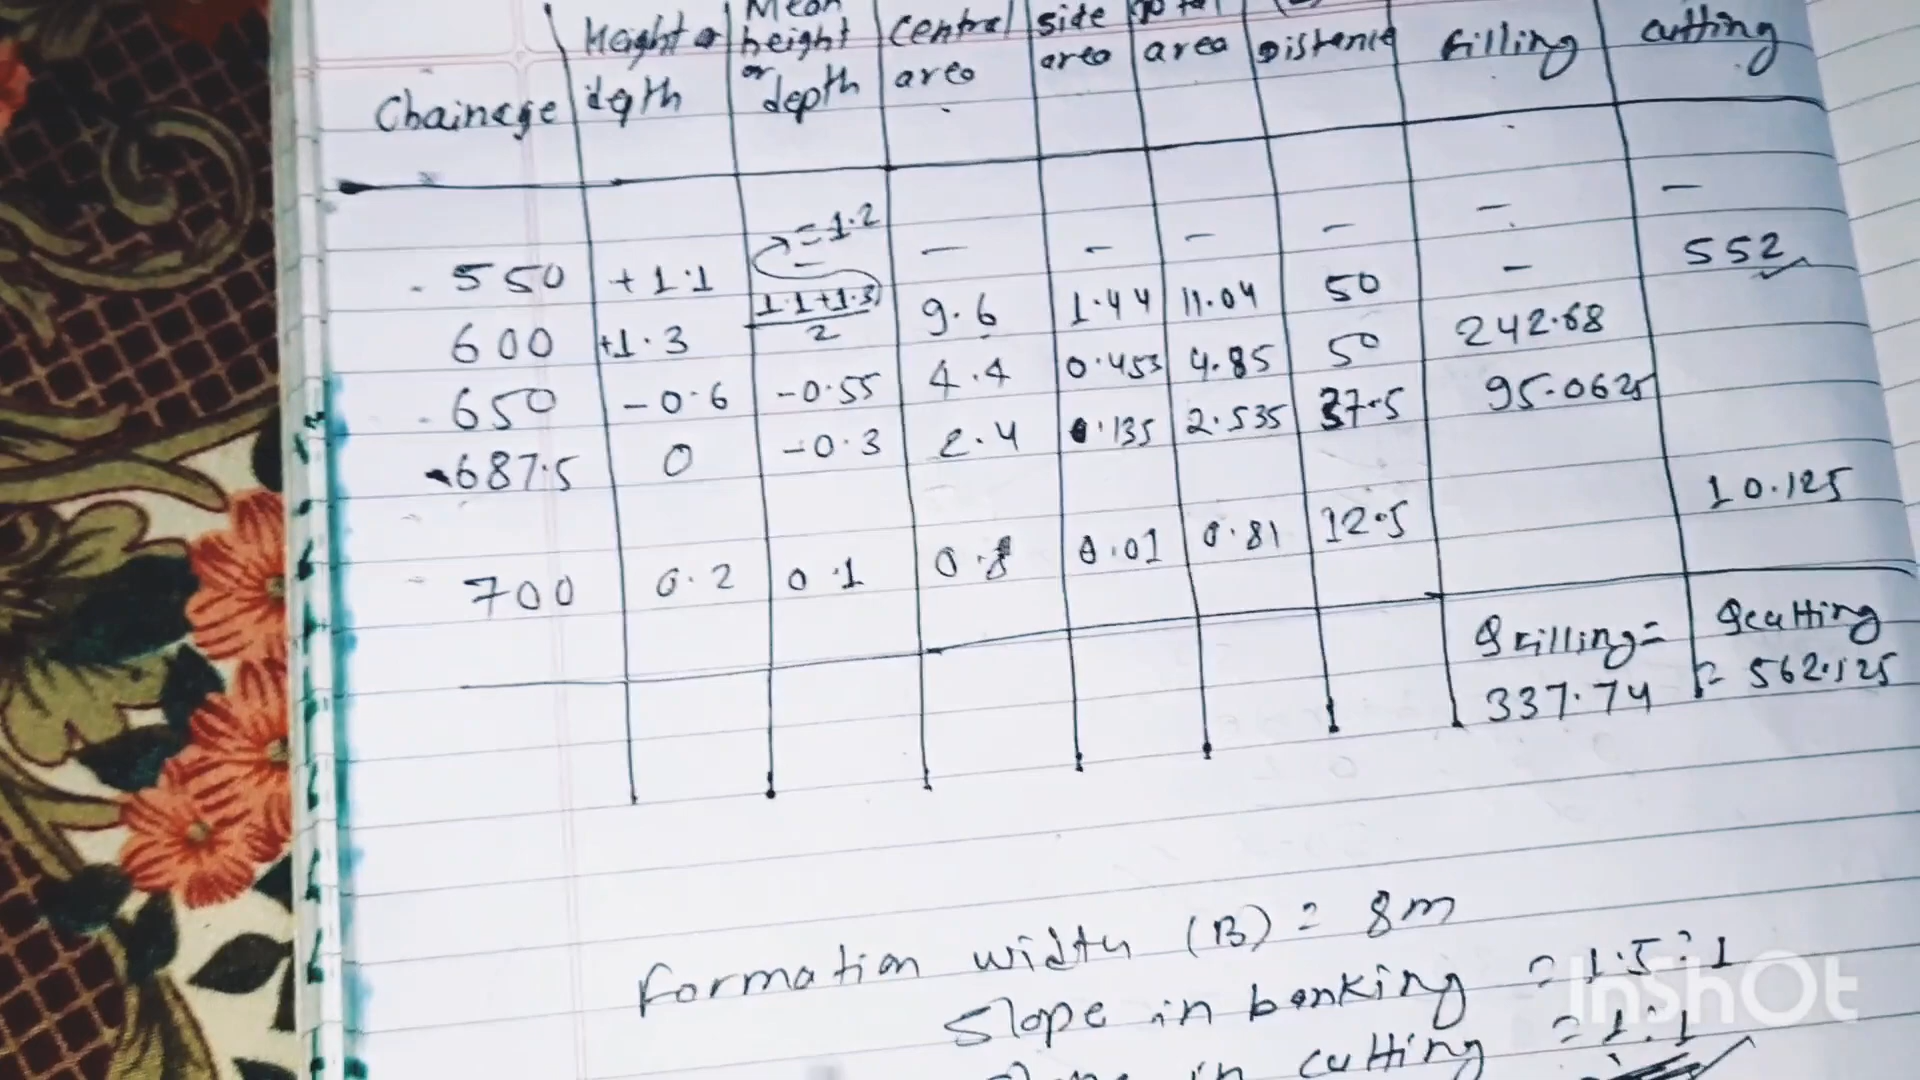 Mean
Chainage Height or depth height or depth central area side area total area Distance filling cutting
- - - - - - -
550 +1.1 - = 1.2
600 +1.3 1.1+1.3/2 9.6 1.44 11.04 50 - 552
650 -0.6 -0.55 4.4 0.453 4.85 50 242.68
687.5 0 -0.3 2.4 0.135 2.535 37.5 95.0625
700 0.2 0.1 0.8 0.01 0.81 12.5 10.125
Qfilling = Qcutting
337.74 = 562.125
Formation width (B) = 8m
Slope in banking = 1.5:1
in cutting = 1:1
InShOt